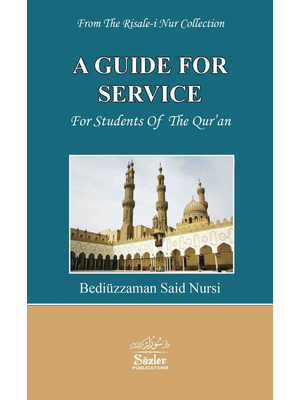 From The Risale-i Nur Collection
A GUIDE FOR
SERVICE
For Students Of The Qur'an
Bediüzzaman Said Nursi
Sözler
PUBLICATIONS